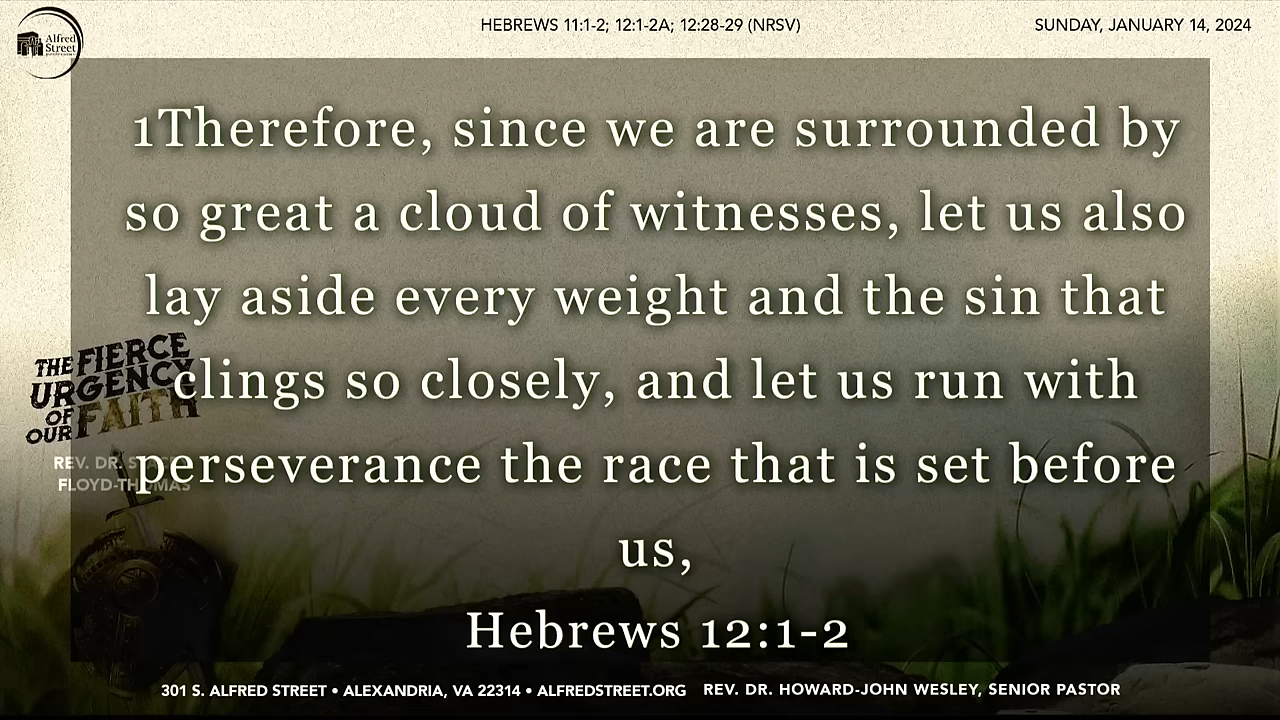 Alfred
Street
HEBREWS 11:1-2; 12:1-2A; 12:28-29 (NRSV)
SUNDAY, JANUARY 14, 2024
1Therefore, since we are surrounded by
so great a cloud of witnesses, let us also
lay aside every weight and the sin that
clings so closely, and let us run with
perseverance the race that is set before
us,
Hebrews 12:1-2
THE FIERCE
URGENCY
OF FAITH
OUR
REV. DR.
FLOYD-THOMAS
301 S. ALFRED STREET • ALEXANDRIA, VA 22314 • ALFREDSTREET.ORG REV. DR. HOWARD-JOHN WESLEY, SENIOR PASTOR